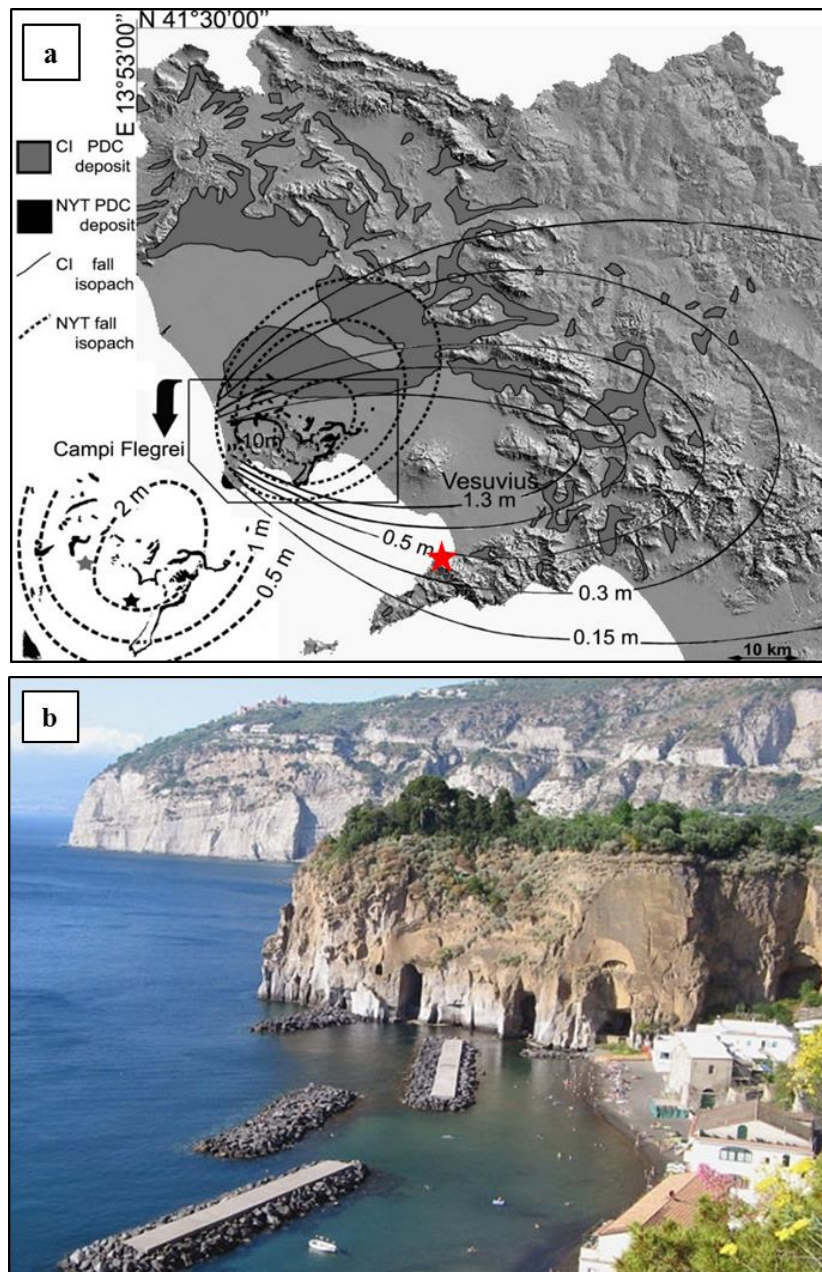 N 41°30'00"
E 13°53'00"
a
CI PDC
deposit
NYT PDC
deposit
CI fall
isopach
NYT fall
isopach
Campi Flegrei
10m
Vesuvius
1.3 m
0.5 m
0.3 m
0.15 m
10 km
2 m
1 m
0.5 m
b